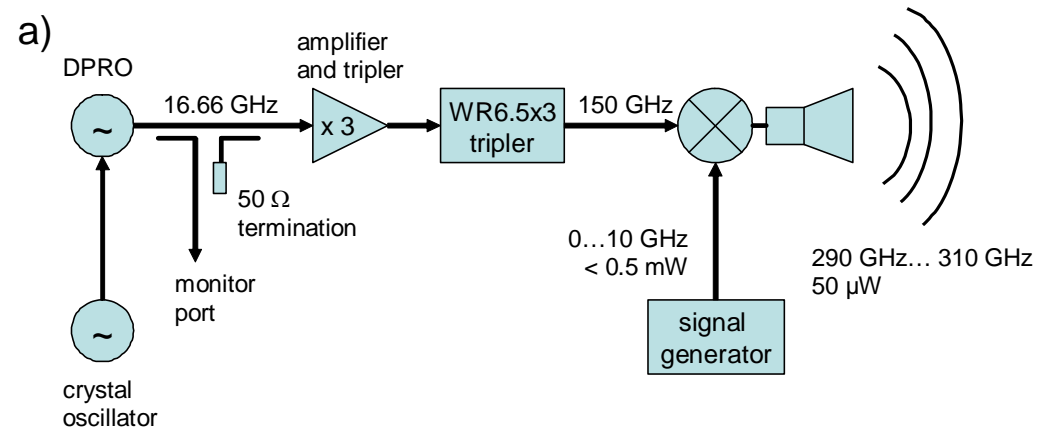 a)
DPRO
~
16.66 GHz
amplifier
and tripler
x 3
WR6.5x3
tripler
150 GHz
50 Ω
termination
monitor
port
~
crystal
oscillator
0…10 GHz
< 0.5 mW
signal
generator
290 GHz… 310 GHz
50 µW